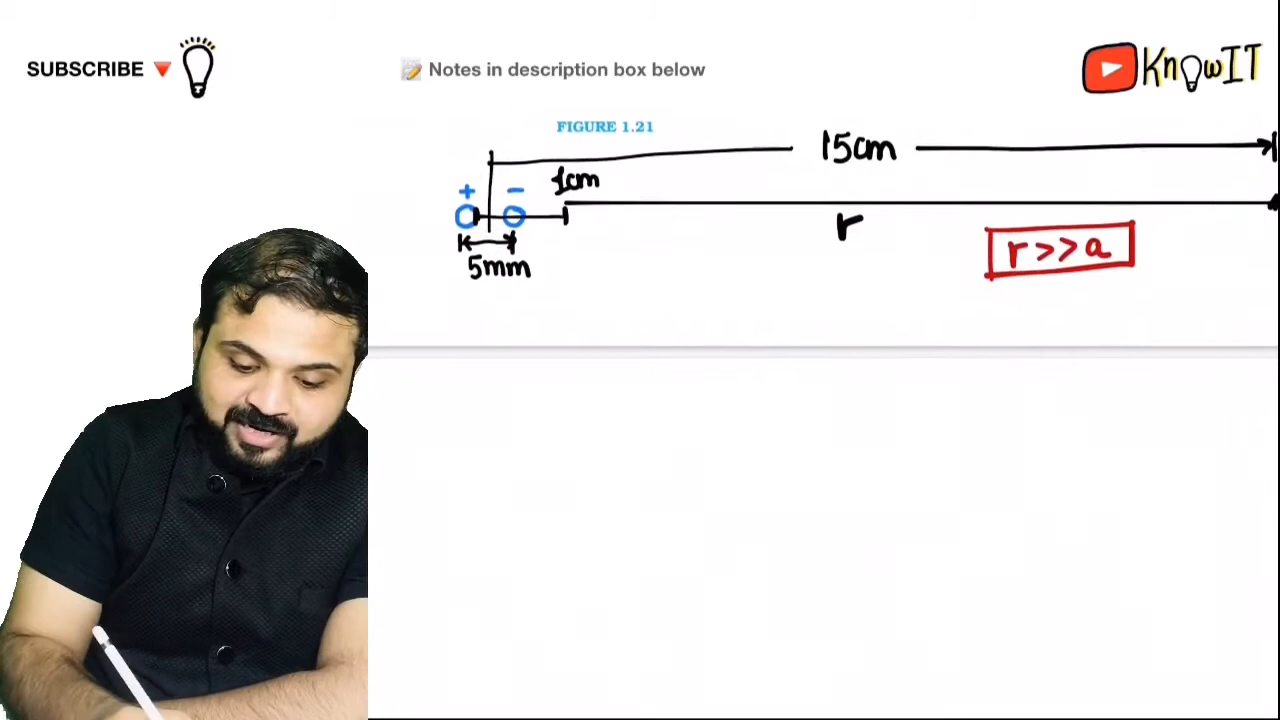 SUBSCRIBE
Notes in description box below
KnowIT
FIGURE 1.21
15cm
1cm
+ −
r
r>>a
5mm